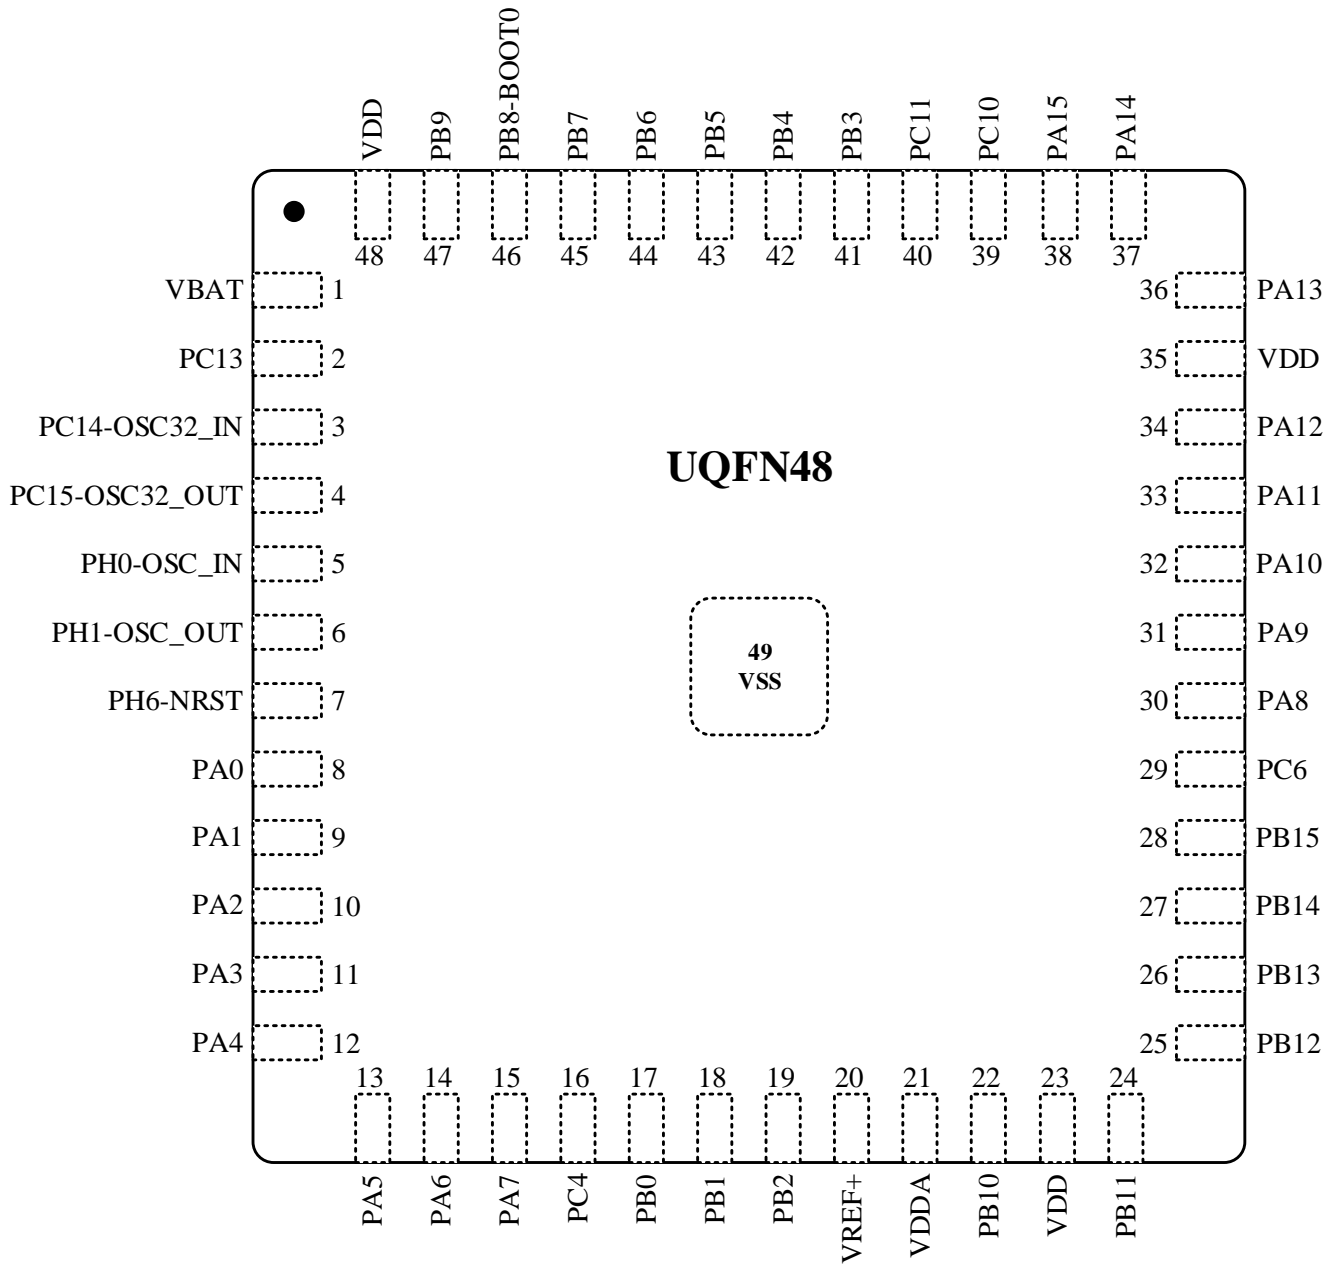 VDD
PB9
PB8-BOOT0
PB7
PB6
PB5
PB4
PB3
PC11
PC10
PA15
PA14
48
47
46
45
44
43
42
41
40
39
38
37
VBAT 1
PC13 2
PC14-OSC32_IN 3
PC15-OSC32_OUT 4
PH0-OSC_IN 5
PH1-OSC_OUT 6
PH6-NRST 7
PA0 8
PA1 9
PA2 10
PA3 11
PA4 12
UQFN48
49
VSS
36 PA13
35 VDD
34 PA12
33 PA11
32 PA10
31 PA9
30 PA8
29 PC6
28 PB15
27 PB14
26 PB13
25 PB12
13
14
15
16
17
18
19
20
21
22
23
24
PA5
PA6
PA7
PC4
PB0
PB1
PB2
VREF+
VDDA
PB10
VDD
PB11